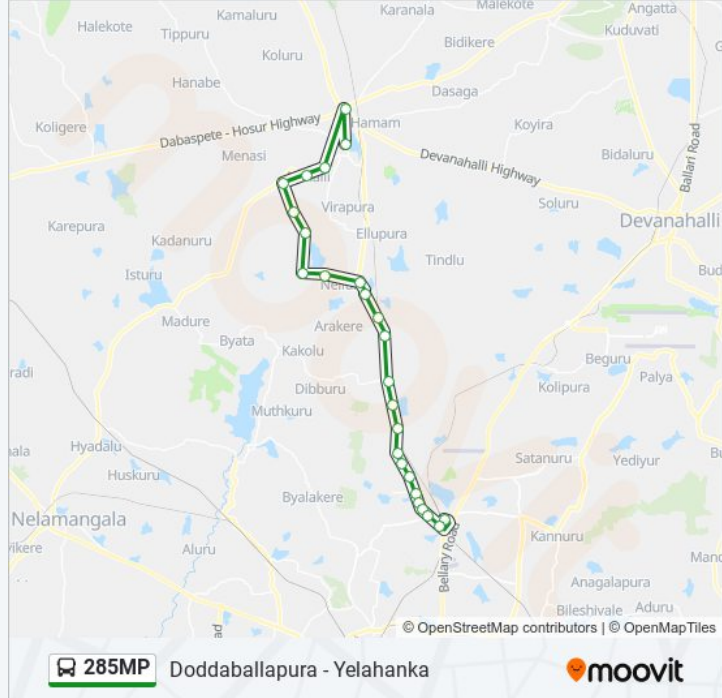 Malekote
Karanala
Angatta
Kamaluru
Halekote
Tippuru
Kuduvati
Bidikere
Koluru
Hanabe
Dasaga
Koligere
Dabaspete - Hosur Highway
Hamam
Koyira
Menasi
Devanahalli Highway
Bidaluru
Ballari Road
Virapura
Soluru
Karepura
Devanahalli
Kadanuru
Ellupura
Isturu
Tindlu
Bud
Madure
Arakere
Byata
Kakolu
Beguru
Palya
Dibburu
Kolipura
Muthkuru
Hyadalu
Satanuru
Yediyur
Huskuru
Byalakere
Nelamangala
Kannuru
Aluru
Bellary Road
Anagalapura
Bileshivale
Aduru
© OpenStreetMap contributors | © OpenMapTiles
285MP
Doddaballapura - Yelahanka
moovit